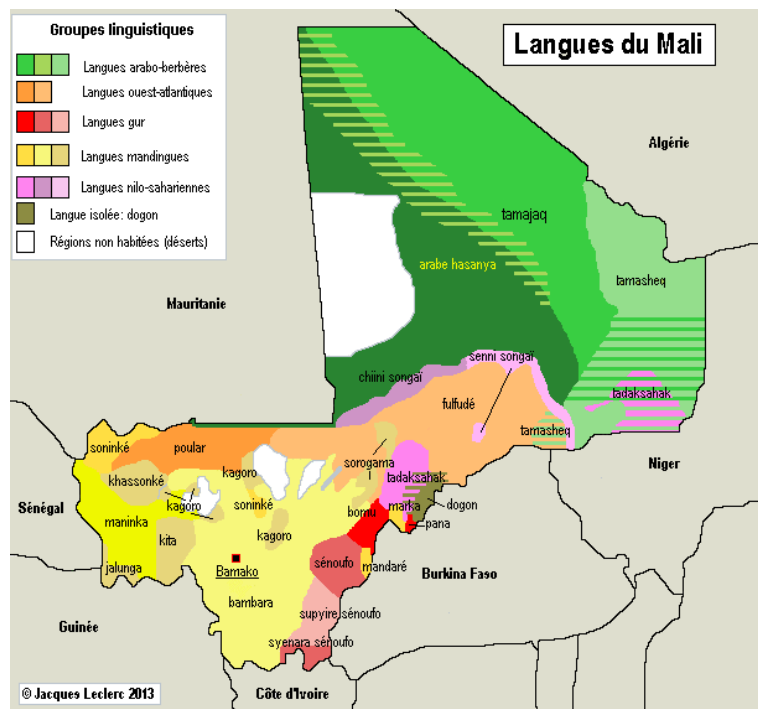 Groupes linguistiques
Langues arabo-berbères
Langues ouest-atlantiques
Langues gur
Langues mandingues
Langues nilo-sahariennes
Langue isolée: dogon
Régions non habitées (déserts)
Langues du Mali
Algérie
tamajaq
arabe hasanya
tamasheq
Mauritanie
senni songaï
chiini songaï
tadaksahak
fulfudé
tamasheq
soninké
poular
sorogama
Niger
kagoro
tadaksahak
khassonké
Sénégal
kagoro
soninké
bomu
marka
dogon
maninka
pana
kita
kagoro
Bamako
sénoufo
mandaré
jalunga
Burkina Faso
bambara
supyire sénoufo
Guinée
syenara sénoufo
© Jacques Leclerc 2013
Côte d'Ivoire